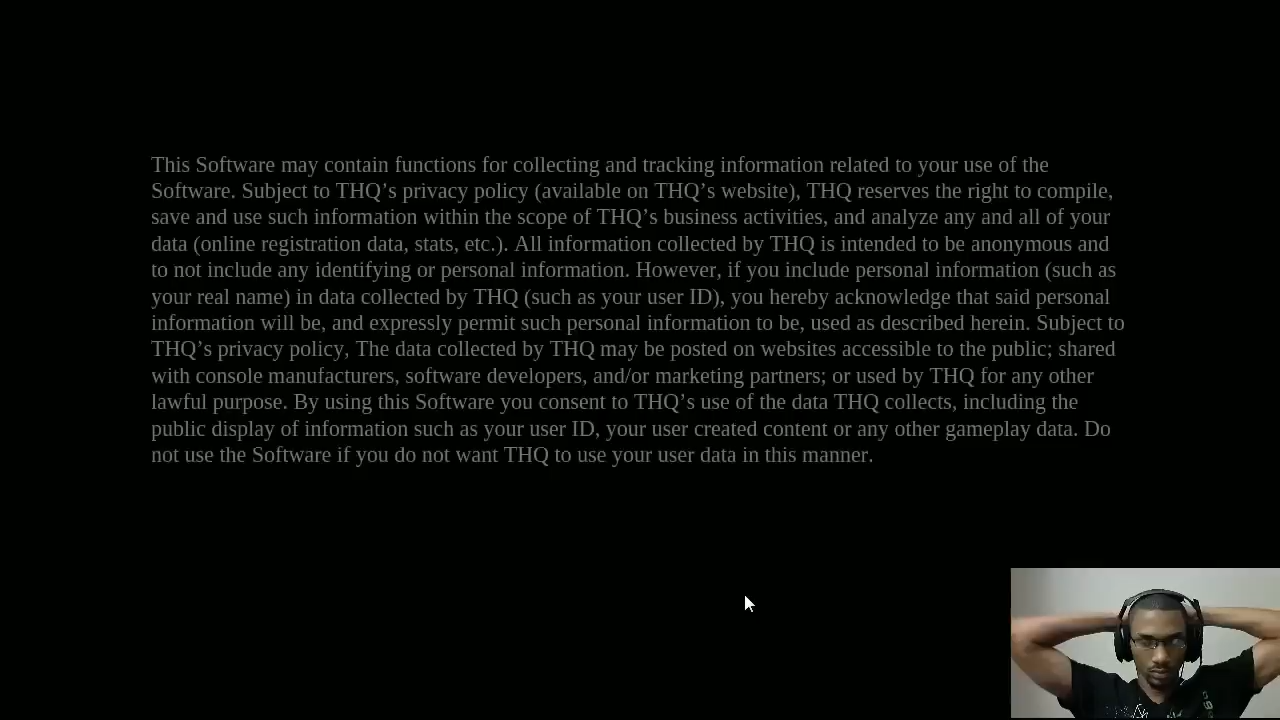 This Software may contain functions for collecting and tracking information related to your use of the
Software. Subject to THQ's privacy policy (available on THQ's website), THQ reserves the right to compile,
save and use such information within the scope of THQ's business activities, and analyze any and all of your
data (online registration data, stats, etc.). All information collected by THQ is intended to be anonymous and
to not include any identifying or personal information. However, if you include personal information (such as
your real name) in data collected by THQ (such as your user ID), you hereby acknowledge that said personal
information will be, and expressly permit such personal information to be, used as described herein. Subject to
THQ's privacy policy, The data collected by THQ may be posted on websites accessible to the public; shared
with console manufacturers, software developers, and/or marketing partners; or used by THQ for any other
lawful purpose. By using this Software you consent to THQ's use of the data THQ collects, including the
public display of information such as your user ID, your user created content or any other gameplay data. Do
not use the Software if you do not want THQ to use your user data in this manner.